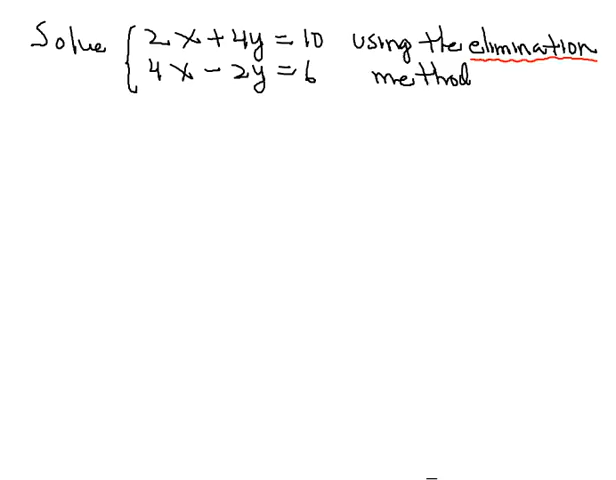 Solve { 2x + 4y = 10 using the elimination
4x - 2y = 6 method